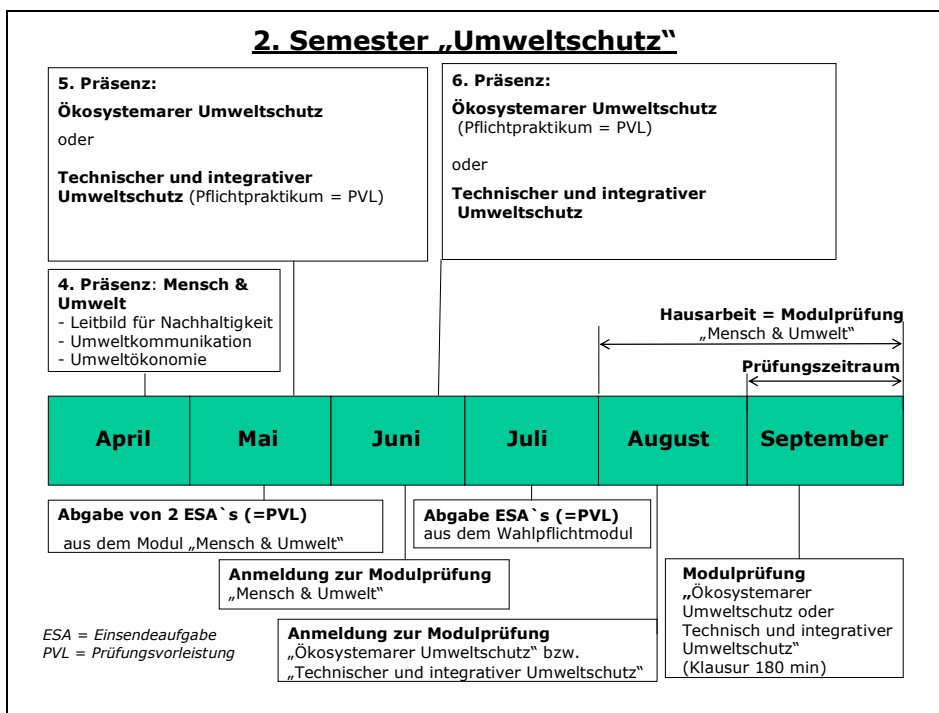 2. Semester „Umweltschutz“
5. Präsenz:
Ökosystemarer Umweltschutz
oder
Technischer und integrativer
Umweltschutz (Pflichtpraktikum = PVL)
6. Präsenz:
Ökosystemarer Umweltschutz
(Pflichtpraktikum = PVL)
oder
Technischer und integrativer
Umweltschutz
4. Präsenz: Mensch &
Umwelt
- Leitbild für Nachhaltigkeit
- Umweltkommunikation
- Umweltökonomie
Hausarbeit = Modulprüfung
„Mensch & Umwelt“
Prüfungszeitraum
April
Mai
Juni
Juli
August
September
Abgabe von 2 ESA`s (=PVL)
aus dem Modul „Mensch & Umwelt“
Abgabe ESA`s (=PVL)
aus dem Wahlpflichtmodul
Anmeldung zur Modulprüfung
„Mensch & Umwelt“
Anmeldung zur Modulprüfung
„Ökosystemarer Umweltschutz“ bzw.
„Technischer und integrativer Umweltschutz“
Modulprüfung
„Ökosystemarer
Umweltschutz oder
Technisch und integrativer
Umweltschutz“
(Klausur 180 min)
ESA = Einsendeaufgabe
PVL = Prüfungsvorleistung